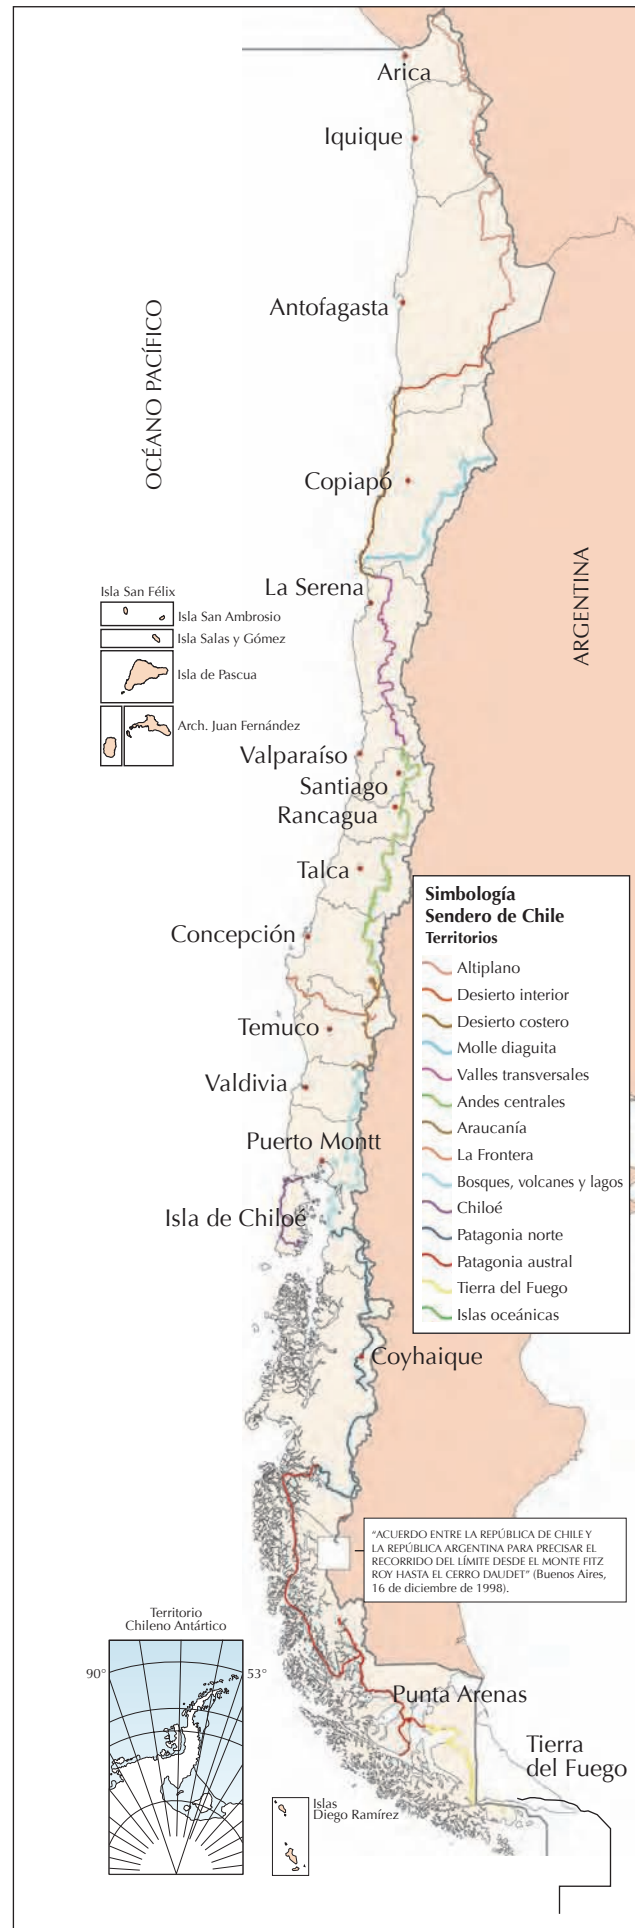 Arica
Iquique
Antofagasta
OCÉANO PACÍFICO
Copiapó
ARGENTINA
La Serena
Isla San Félix
Isla San Ambrosio
Isla Salas y Gómez
Isla de Pascua
Arch. Juan Fernández
Valparaíso
Santiago
Rancagua
Talca
Concepción
Temuco
Valdivia
Puerto Montt
Isla de Chiloé
Simbología
Sendero de Chile
Territorios
Altiplano
Desierto interior
Desierto costero
Molle diaguita
Valles transversales
Andes centrales
Araucanía
La Frontera
Bosques, volcanes y lagos
Chiloé
Patagonia norte
Patagonia austral
Tierra del Fuego
Islas oceánicas
Coyhaique
“ACUERDO ENTRE LA REPÚBLICA DE CHILE Y
LA REPÚBLICA ARGENTINA PARA PRECISAR EL
RECORRIDO DEL LÍMITE DESDE EL MONTE FITZ
ROY HASTA EL CERRO DAUDET” (Buenos Aires,
16 de diciembre de 1998).
Territorio
Chileno Antártico
90°
53°
Punta Arenas
Tierra
del Fuego
Islas
Diego Ramírez